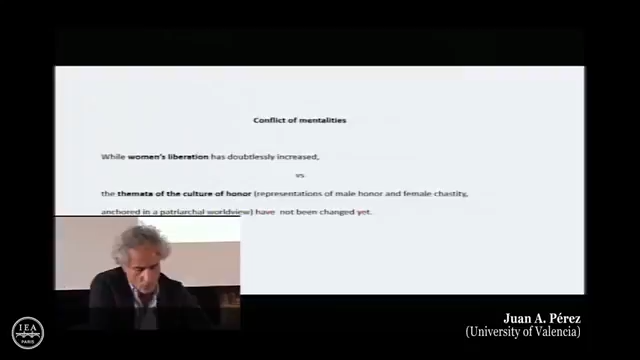 Conflict of mentalities
While women's liberation has doubtlessly increased,
vs
the themata of the culture of honor (representations of male honor and female chastity,
anchored in a patriarchal worldview) have not been changed yet.
Juan A. Pérez
(University of Valencia)
IEA
PARIS